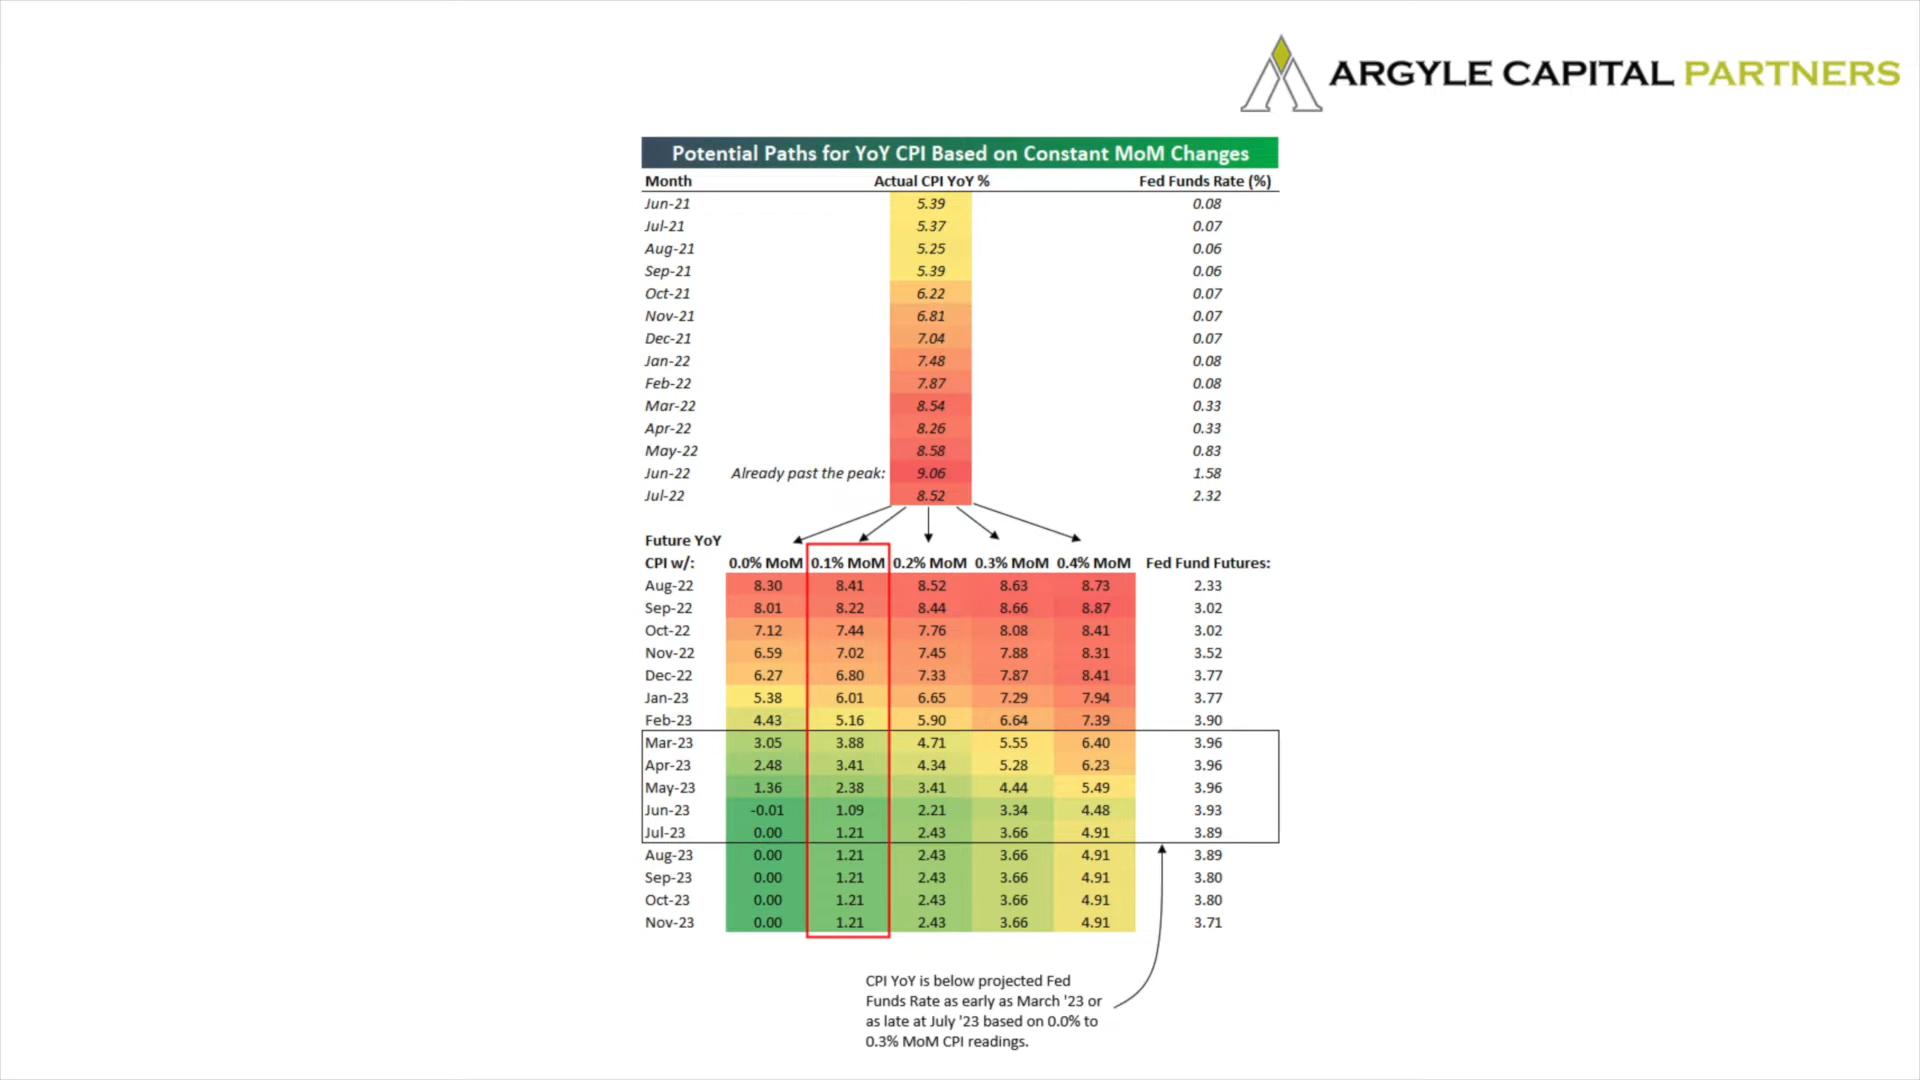 ARGYLE CAPITAL PARTNERS
Potential Paths for YoY CPI Based on Constant MoM Changes
Month Actual CPI YoY % Fed Funds Rate (%)
Jun-21 5.39 0.08
Jul-21 5.37 0.07
Aug-21 5.25 0.06
Sep-21 5.39 0.06
Oct-21 6.22 0.07
Nov-21 6.81 0.07
Dec-21 7.04 0.07
Jan-22 7.48 0.08
Feb-22 7.87 0.08
Mar-22 8.54 0.33
Apr-22 8.26 0.33
May-22 8.58 0.83
Jun-22 Already past the peak: 9.06 1.58
Jul-22 8.52 2.32
Future YoY
CPI w/: 0.0% MoM 0.1% MoM 0.2% MoM 0.3% MoM 0.4% MoM Fed Fund Futures:
Aug-22 8.30 8.41 8.52 8.63 8.73 2.33
Sep-22 8.01 8.22 8.44 8.66 8.87 3.02
Oct-22 7.12 7.44 7.76 8.08 8.41 3.02
Nov-22 6.59 7.02 7.45 7.88 8.31 3.52
Dec-22 6.27 6.80 7.33 7.87 8.41 3.77
Jan-23 5.38 6.01 6.65 7.29 7.94 3.77
Feb-23 4.43 5.16 5.90 6.64 7.39 3.90
Mar-23 3.05 3.88 4.71 5.55 6.40 3.96
Apr-23 2.48 3.41 4.34 5.28 6.23 3.96
May-23 1.36 2.38 3.41 4.44 5.49 3.96
Jun-23 -0.01 1.09 2.21 3.34 4.48 3.93
Jul-23 0.00 1.21 2.43 3.66 4.91 3.89
Aug-23 0.00 1.21 2.43 3.66 4.91 3.89
Sep-23 0.00 1.21 2.43 3.66 4.91 3.80
Oct-23 0.00 1.21 2.43 3.66 4.91 3.80
Nov-23 0.00 1.21 2.43 3.66 4.91 3.71
CPI YoY is below projected Fed
Funds Rate as early as March '23 or
as late at July '23 based on 0.0% to
0.3% MoM CPI readings.